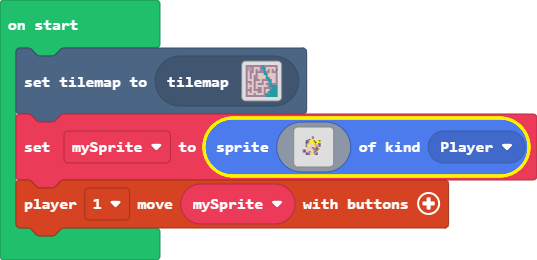 on start
set tilemap to tilemap
set mySprite to sprite of kind Player
player 1 move mySprite with buttons